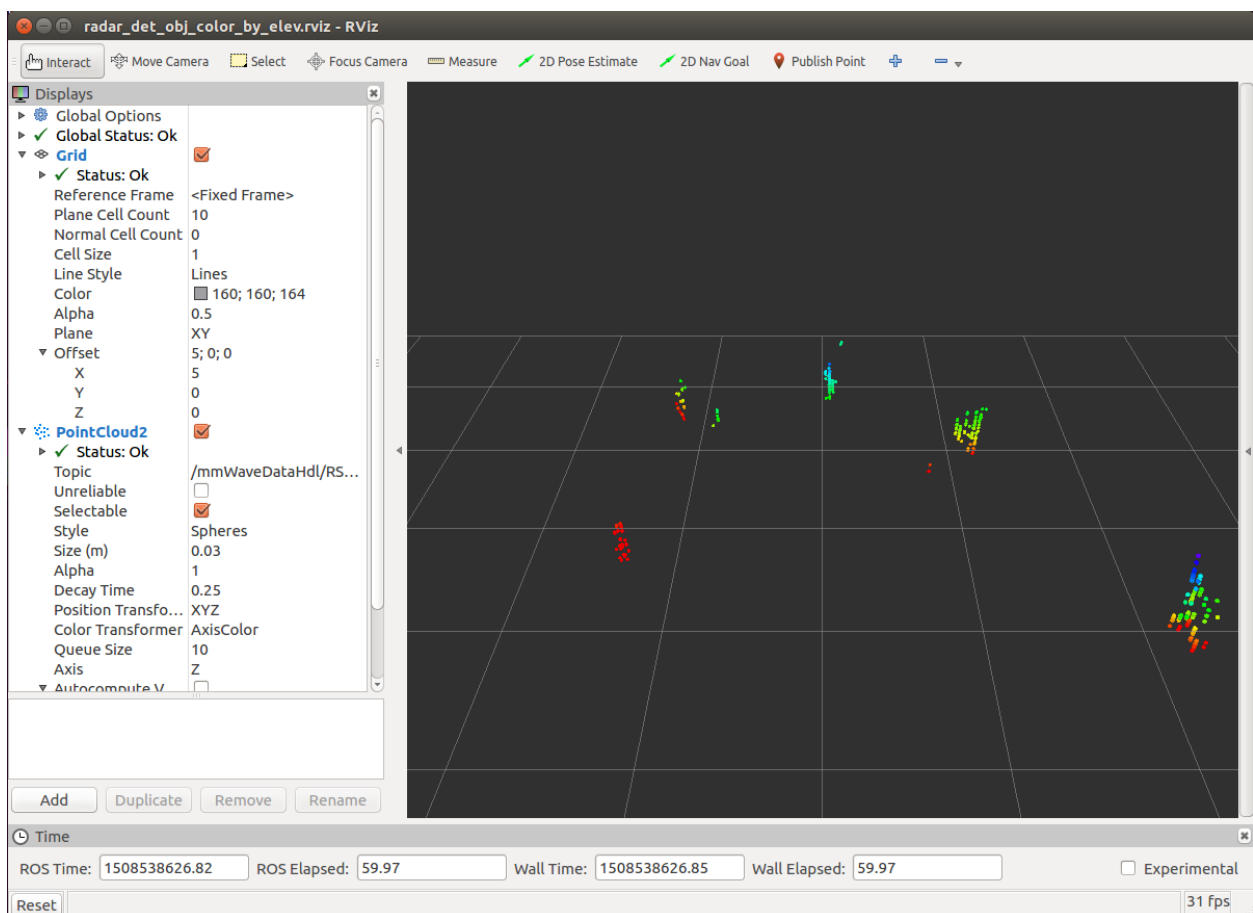 radar_det_obj_color_by_elev.rviz - RViz
Interact Move Camera Select Focus Camera Measure 2D Pose Estimate 2D Nav Goal Publish Point
Displays
Global Options
Global Status: Ok
Grid
Status: Ok
Reference Frame <Fixed Frame>
Plane Cell Count 10
Normal Cell Count 0
Cell Size 1
Line Style Lines
Color 160; 160; 164
Alpha 0.5
Plane XY
Offset 5; 0; 0
X 5
Y 0
Z 0
PointCloud2
Status: Ok
Topic /mmWaveDataHdl/RS...
Unreliable
Selectable
Style Spheres
Size (m) 0.03
Alpha 1
Decay Time 0.25
Position Transfo... XYZ
Color Transformer AxisColor
Queue Size 10
Axis Z
Autocompute V
Add Duplicate Remove Rename
Time
ROS Time: 1508538626.82 ROS Elapsed: 59.97 Wall Time: 1508538626.85 Wall Elapsed: 59.97 Experimental
Reset 31 fps